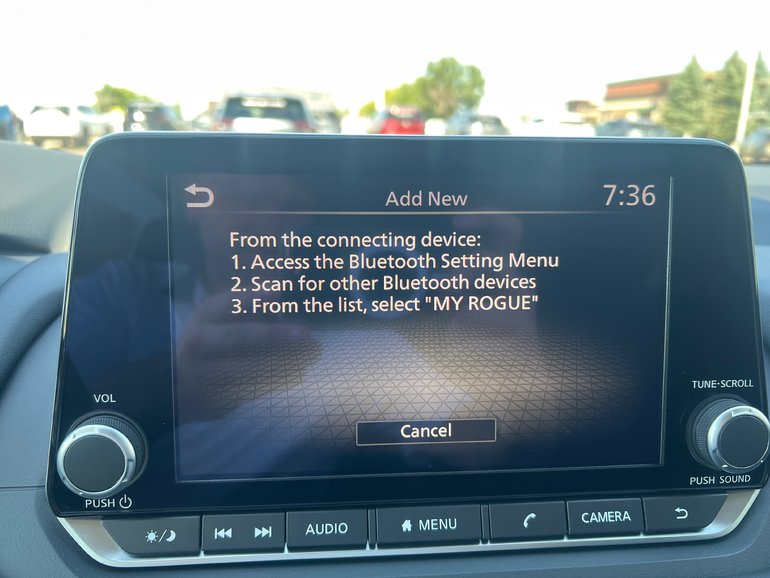 Add New 7:36
From the connecting device:
1. Access the Bluetooth Setting Menu
2. Scan for other Bluetooth devices
3. From the list, select "MY ROGUE"
Cancel
VOL
PUSH
TUNE·SCROLL
PUSH SOUND
AUDIO MENU CAMERA